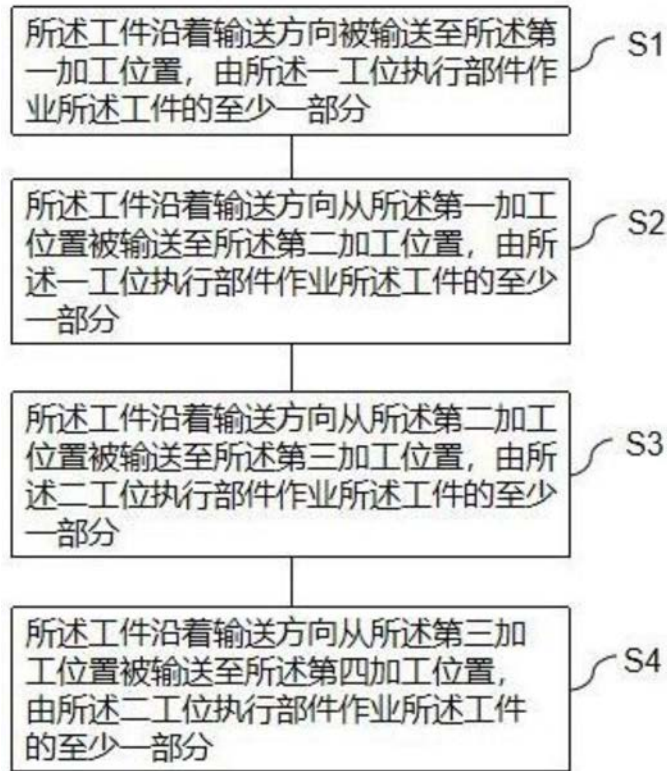 所述工件沿着输送方向被输送至所述第
一加工位置，由所述一工位执行部件作
业所述工件的至少一部分
S1
所述工件沿着输送方向从所述第一加工
位置被输送至所述第二加工位置，由所
述一工位执行部件作业所述工件的至少
一部分
S2
所述工件沿着输送方向从所述第二加工
位置被输送至所述第三加工位置，由所
述二工位执行部件作业所述工件的至少
一部分
S3
所述工件沿着输送方向从所述第三加
工位置被输送至所述第四加工位置，
由所述二工位执行部件作业所述工件
的至少一部分
S4